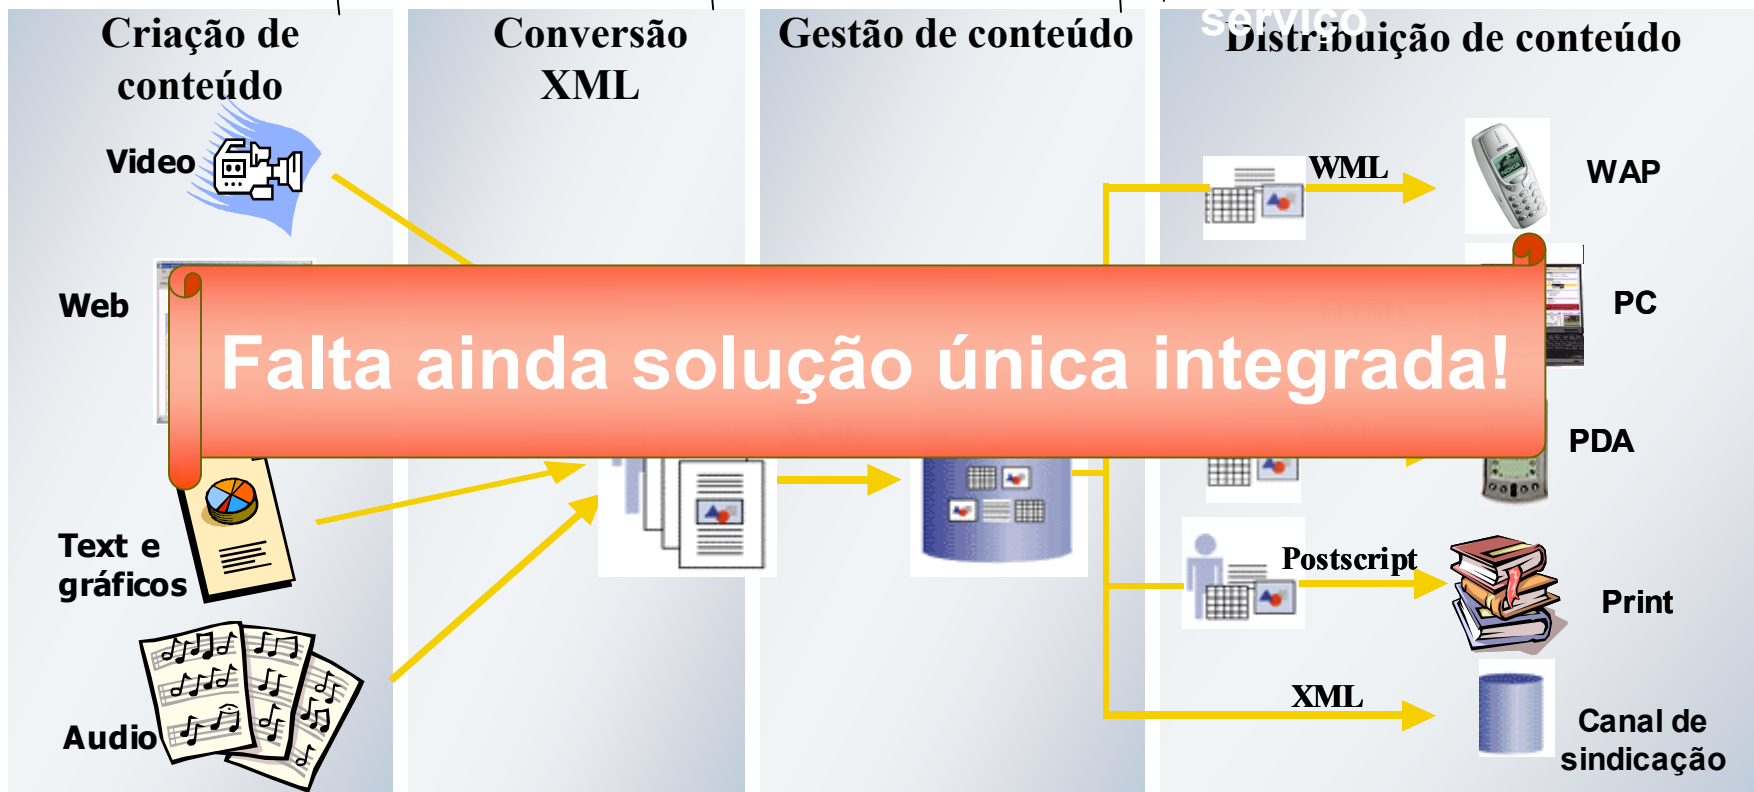 serviço
Criação de
conteúdo
Conversão
XML
Gestão de conteúdo
Distribuição de conteúdo
Video
WML
WAP
Web
PC
Falta ainda solução única integrada!
PDA
Text e
gráficos
Postscript
Print
Audio
XML
Canal de
sindicação